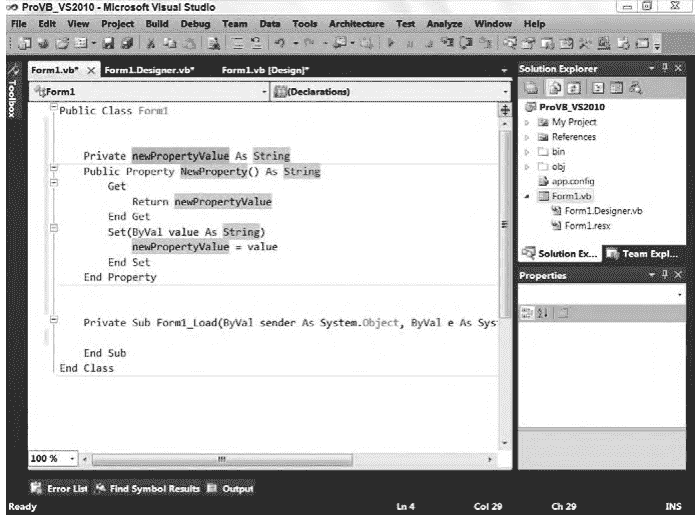 ProVB_VS2010 - Microsoft Visual Studio
File Edit View Project Build Debug Team Data Tools Architecture Test Analyze Window Help
Form1.vb* Form1.Designer.vb* Form1.vb [Design]*
Toolbox
Form1 (Declarations)
Public Class Form1
Private newPropertyValue As String
Public Property NewProperty() As String
Get
Return newPropertyValue
End Get
Set(ByVal value As String)
newPropertyValue = value
End Set
End Property
Private Sub Form1_Load(ByVal sender As System.Object, ByVal e As Sys
End Sub
End Class
100 %
Solution Explorer
ProVB_VS2010
My Project
References
bin
obj
app.config
Form1.vb
Form1.Designer.vb
Form1.resx
Solution Ex... Team Expl...
Properties
Error List Find Symbol Results Output
Ready Ln 4 Col 29 Ch 29 INS